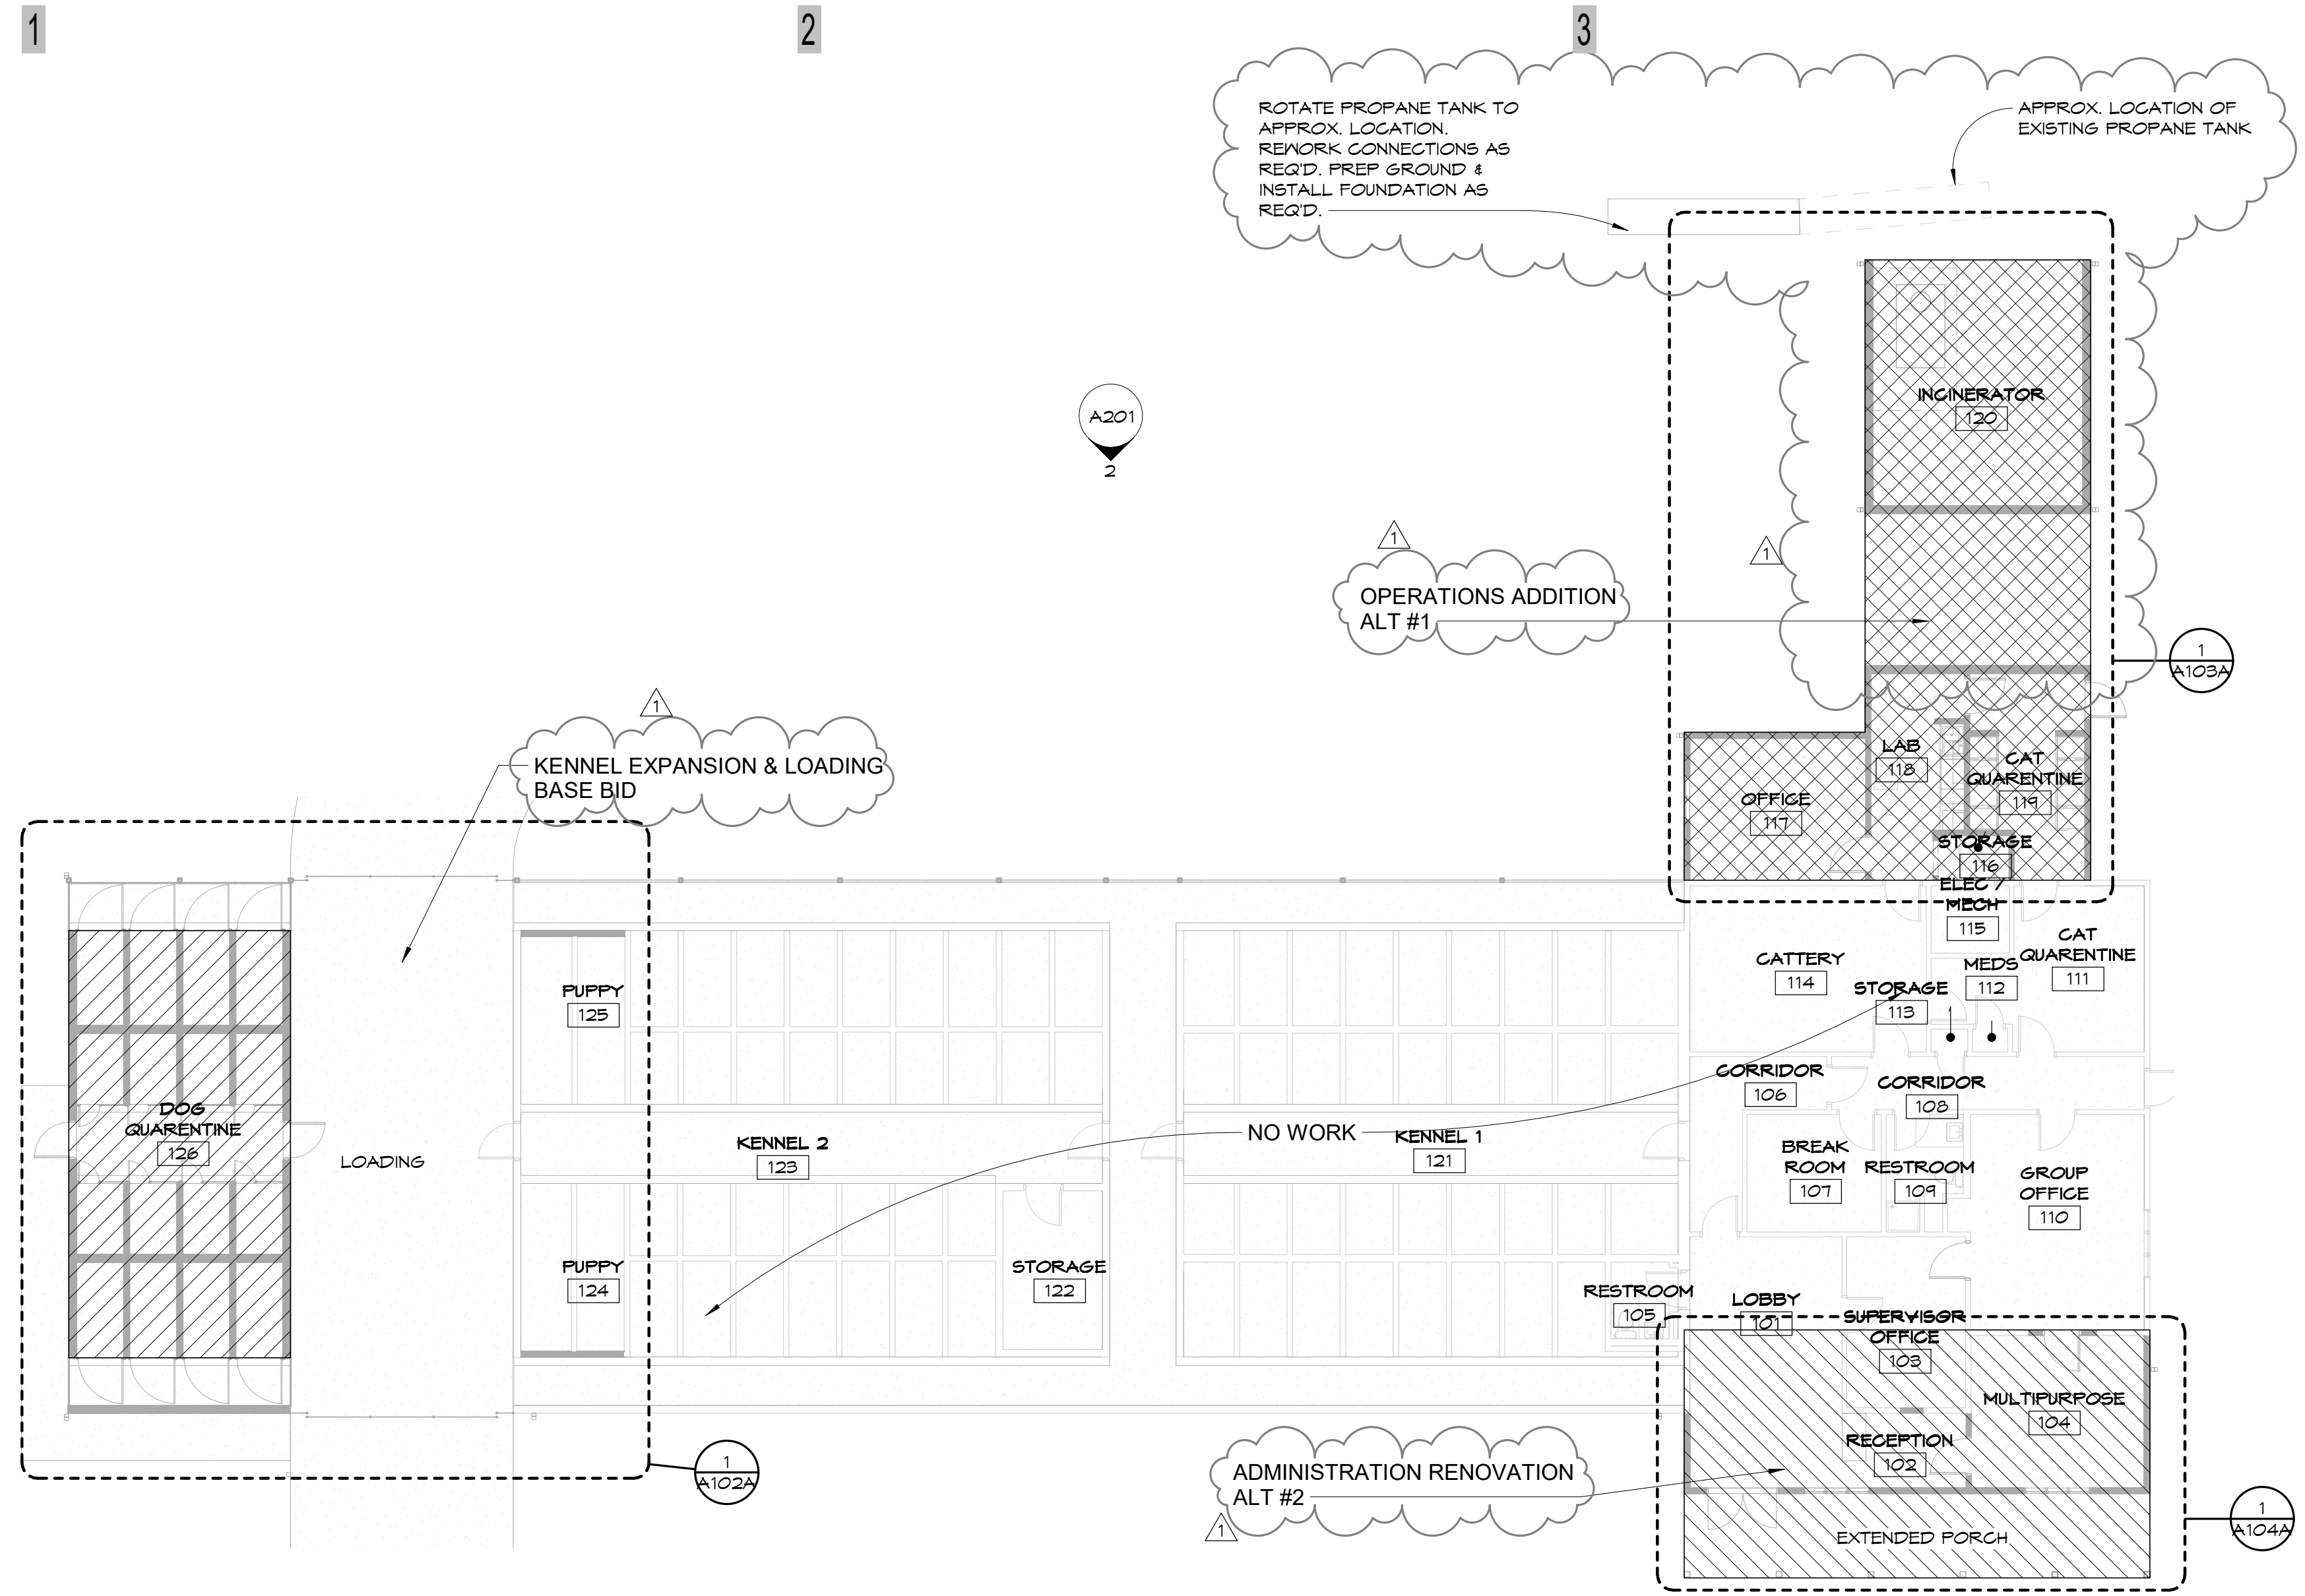 1
2
3
ROTATE PROPANE TANK TO
APPROX. LOCATION.
REWORK CONNECTIONS AS
REQ'D. PREP GROUND &
INSTALL FOUNDATION AS
REQ'D.
APPROX. LOCATION OF
EXISTING PROPANE TANK
INCINERATOR
120
A201
2
1
1
OPERATIONS ADDITION
ALT #1
1
A103A
1
KENNEL EXPANSION & LOADING
BASE BID
LAB
118
CAT
QUARENTINE
119
OFFICE
117
STORAGE
116
ELEC /
MECH
115
CAT
QUARENTINE
111
CATTERY
114
MEDS
112
STORAGE
113
PUPPY
125
CORRIDOR
106
CORRIDOR
108
DOG
QUARENTINE
126
LOADING
KENNEL 2
123
NO WORK
KENNEL 1
121
BREAK
ROOM
107
RESTROOM
109
GROUP
OFFICE
110
PUPPY
124
STORAGE
122
RESTROOM
105
LOBBY
101
SUPERVISOR
OFFICE
103
MULTIPURPOSE
104
RECEPTION
102
1
A102A
ADMINISTRATION RENOVATION
ALT #2
1
EXTENDED PORCH
1
A104A